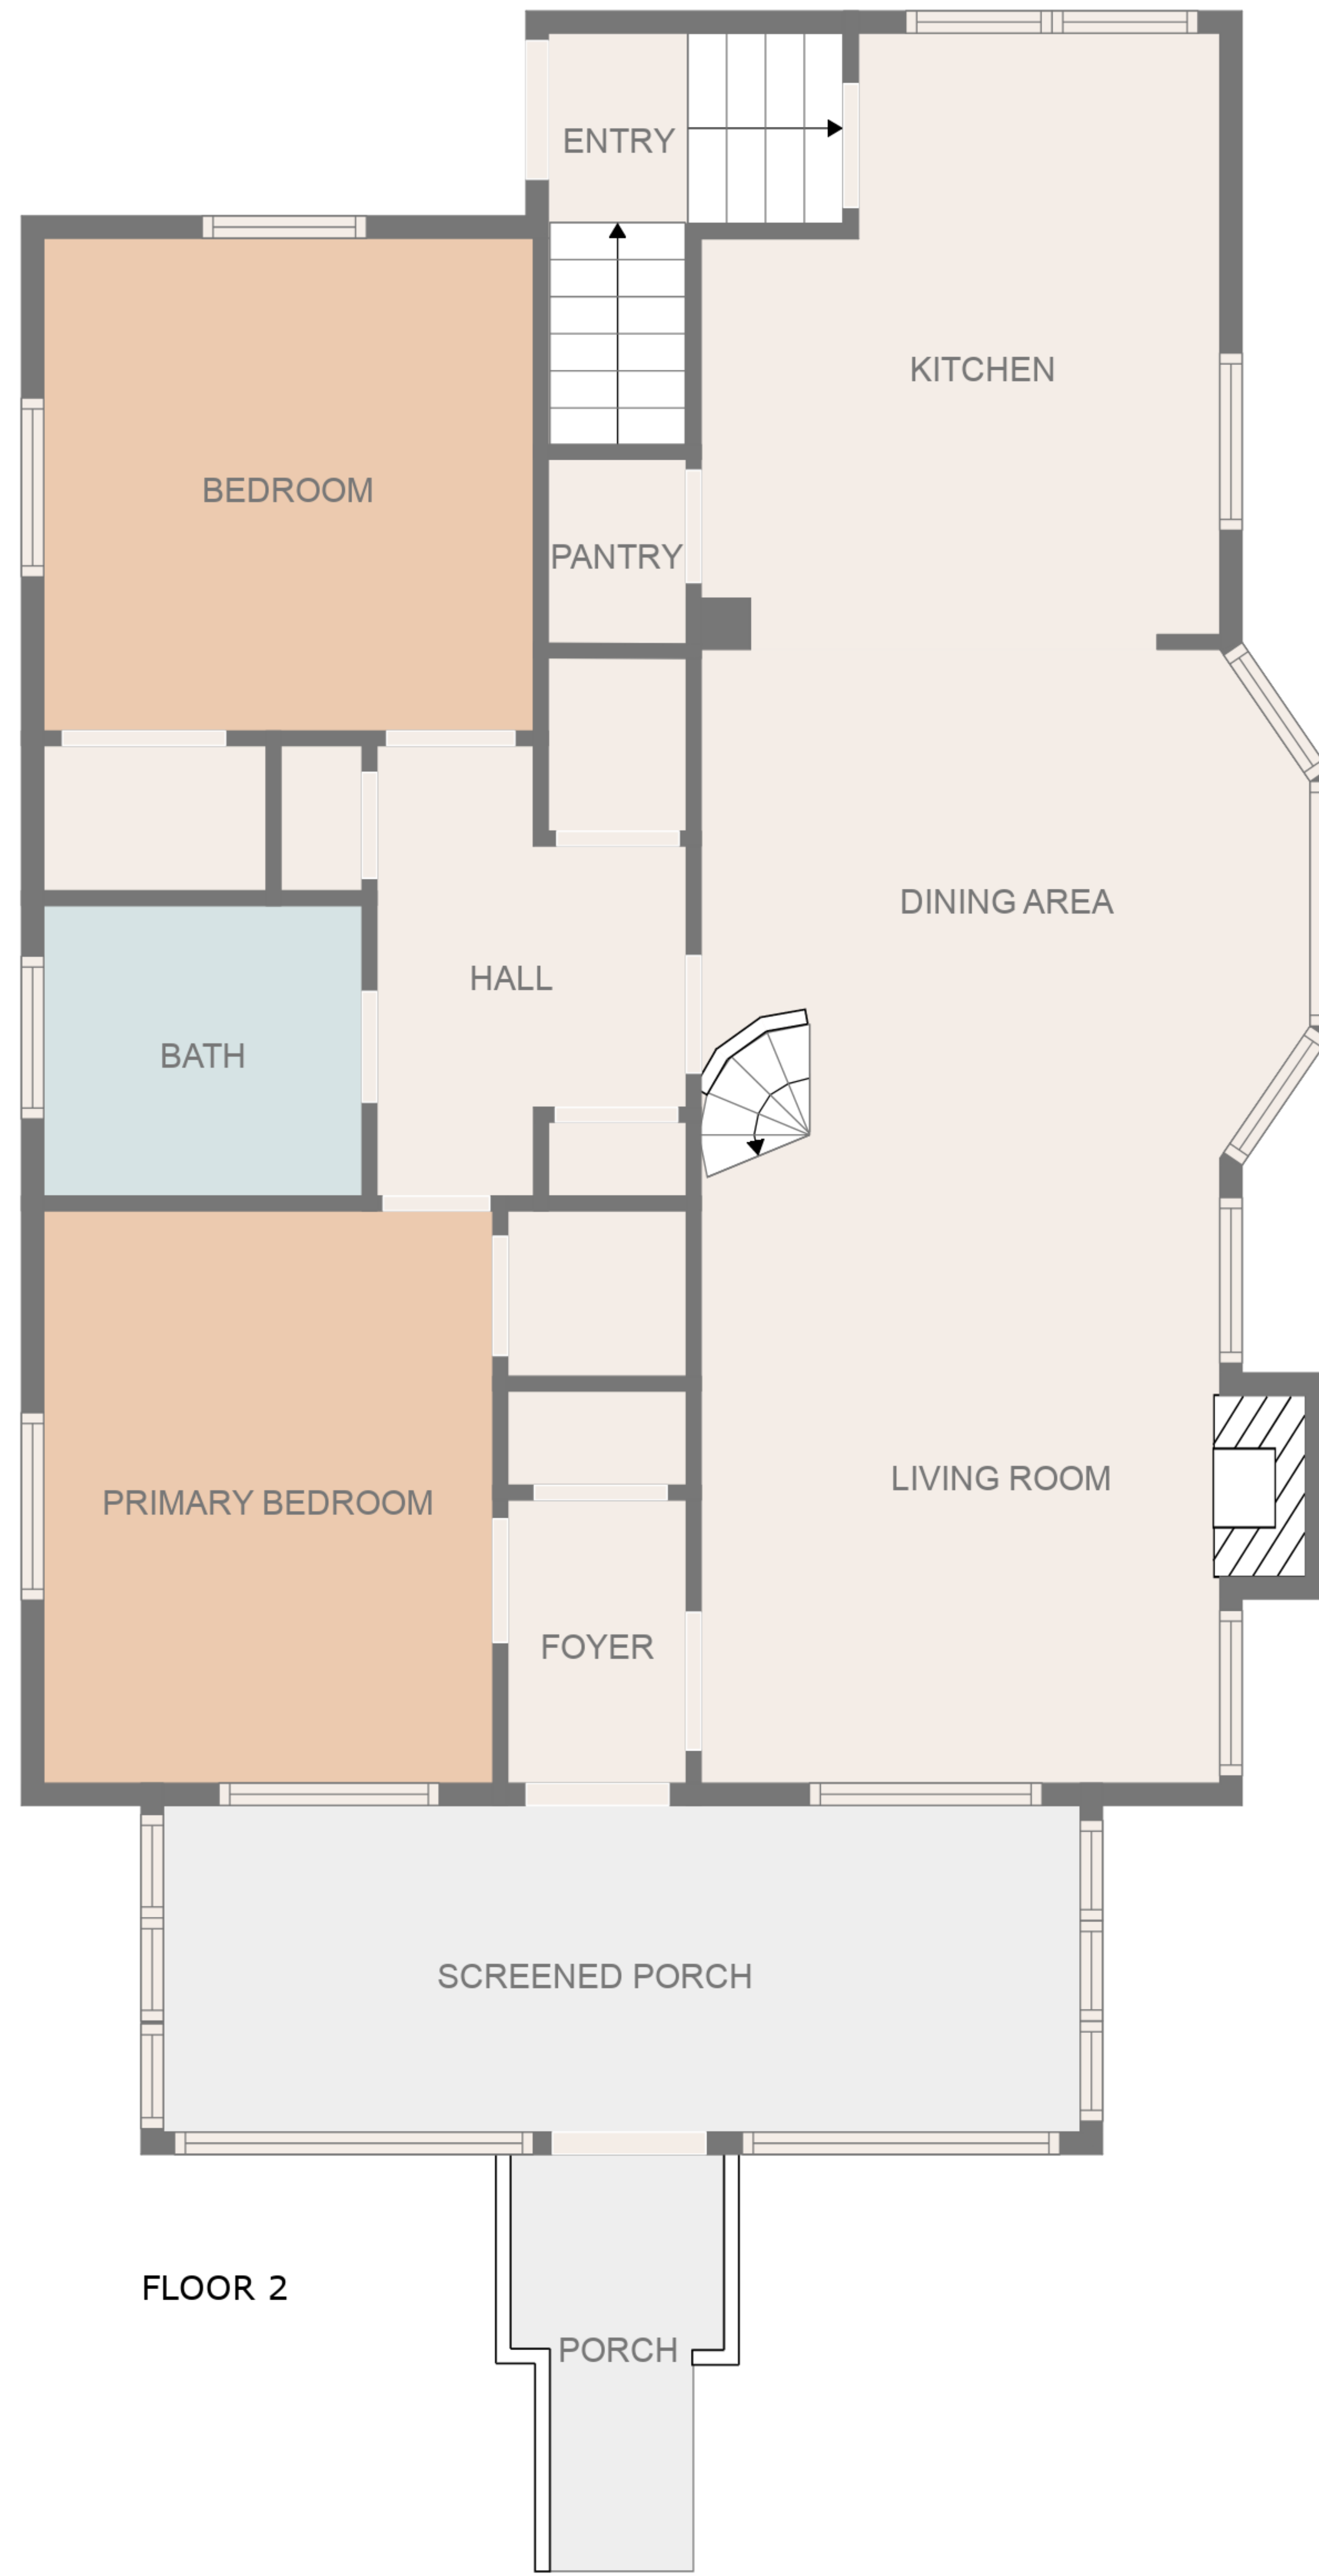 ENTRY
KITCHEN
BEDROOM
PANTRY
DINING AREA
HALL
BATH
LIVING ROOM
PRIMARY BEDROOM
FOYER
SCREENED PORCH
FLOOR 2
PORCH